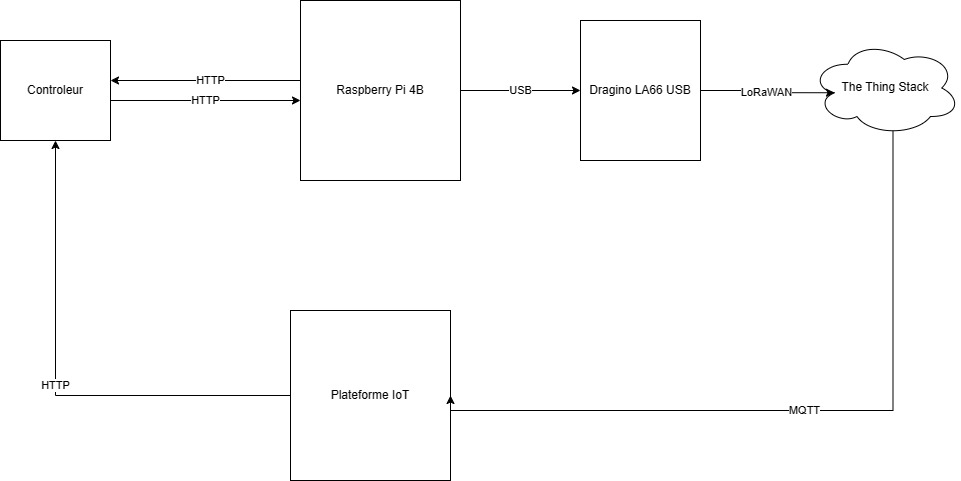 Controleur
HTTP
HTTP
Raspberry Pi 4B
USB
Dragino LA66 USB
LoRaWAN
The Thing Stack
HTTP
Plateforme IoT
MQTT